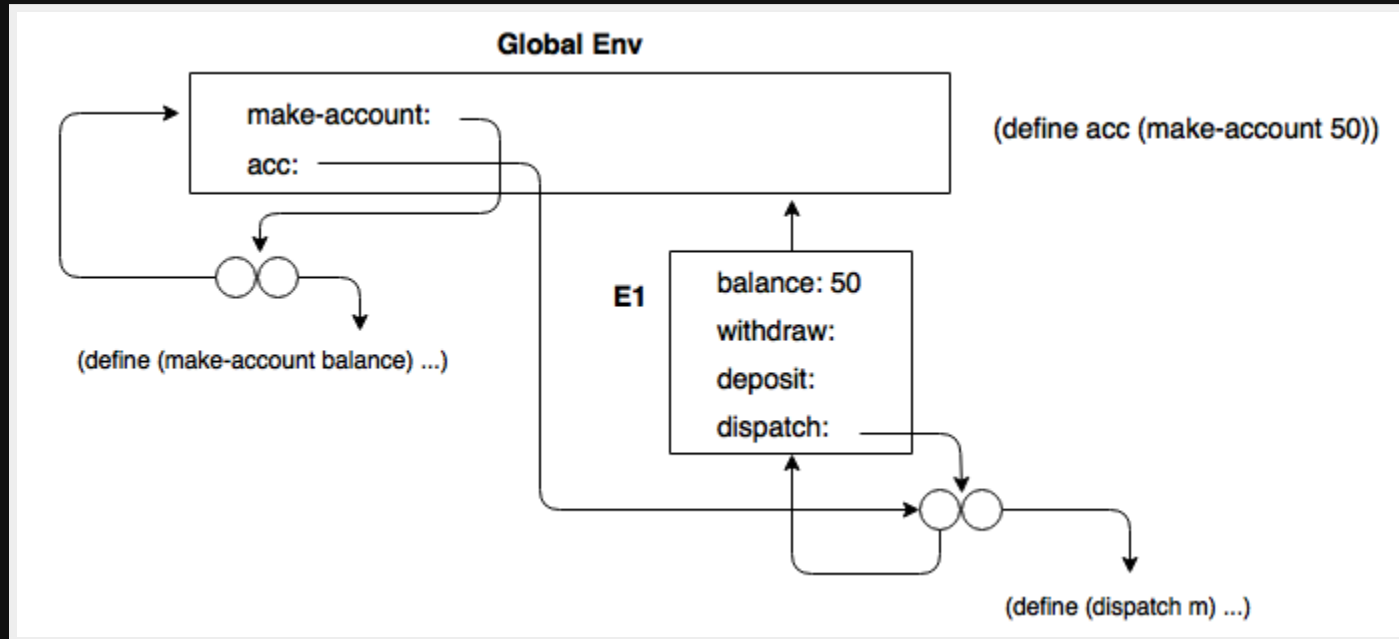 Global Env
make-account:
acc:
(define acc (make-account 50))
(define (make-account balance) ...)
E1
balance: 50
withdraw:
deposit:
dispatch:
(define (dispatch m) ...)